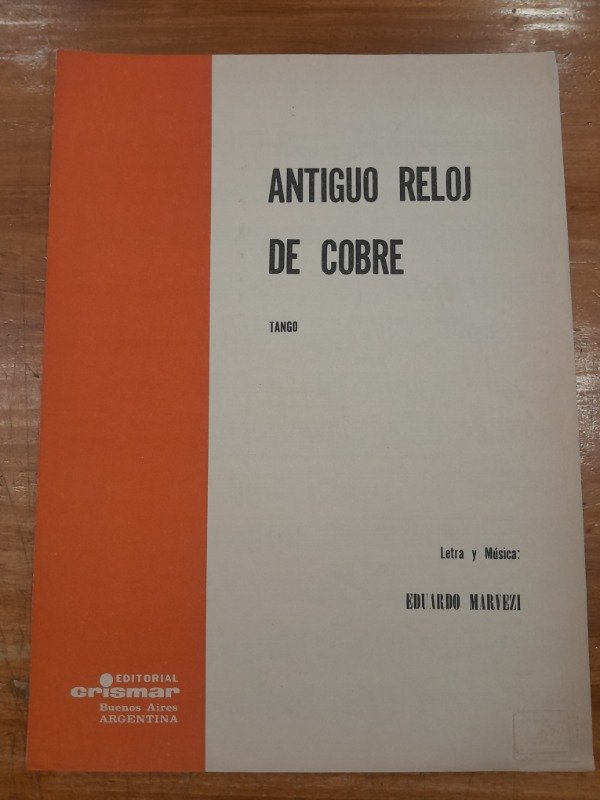 ANTIGUO RELOJ
DE COBRE
TANGO
Letra y Música:
EDUARDO MARVEZI
EDITORIAL
crismar
Buenos Aires
ARGENTINA